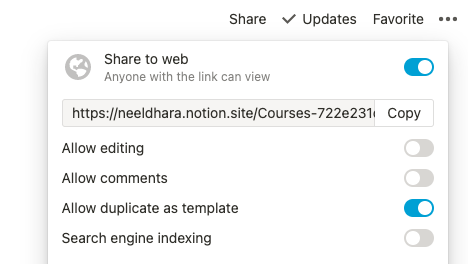 Share Updates Favorite
Share to web
Anyone with the link can view
https://neeldhara.notion.site/Courses-722e231 Copy
Allow editing
Allow comments
Allow duplicate as template
Search engine indexing